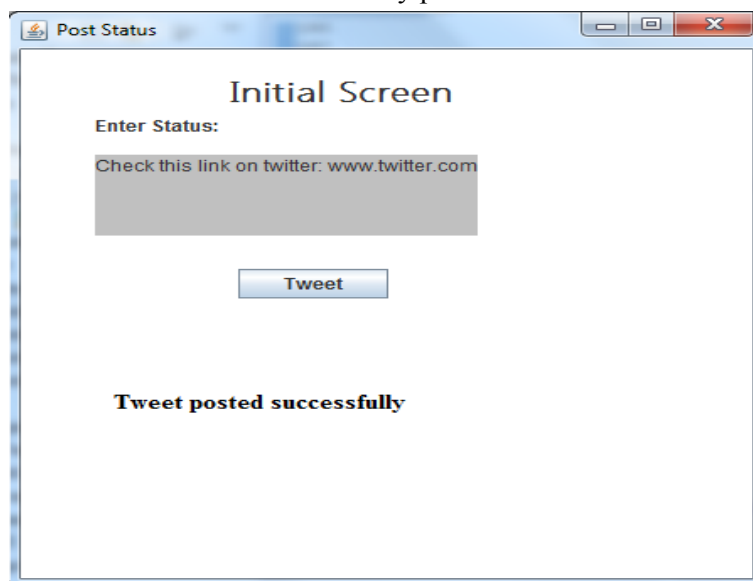 Post Status
Initial Screen
Enter Status:
Check this link on twitter: www.twitter.com
Tweet
Tweet posted successfully